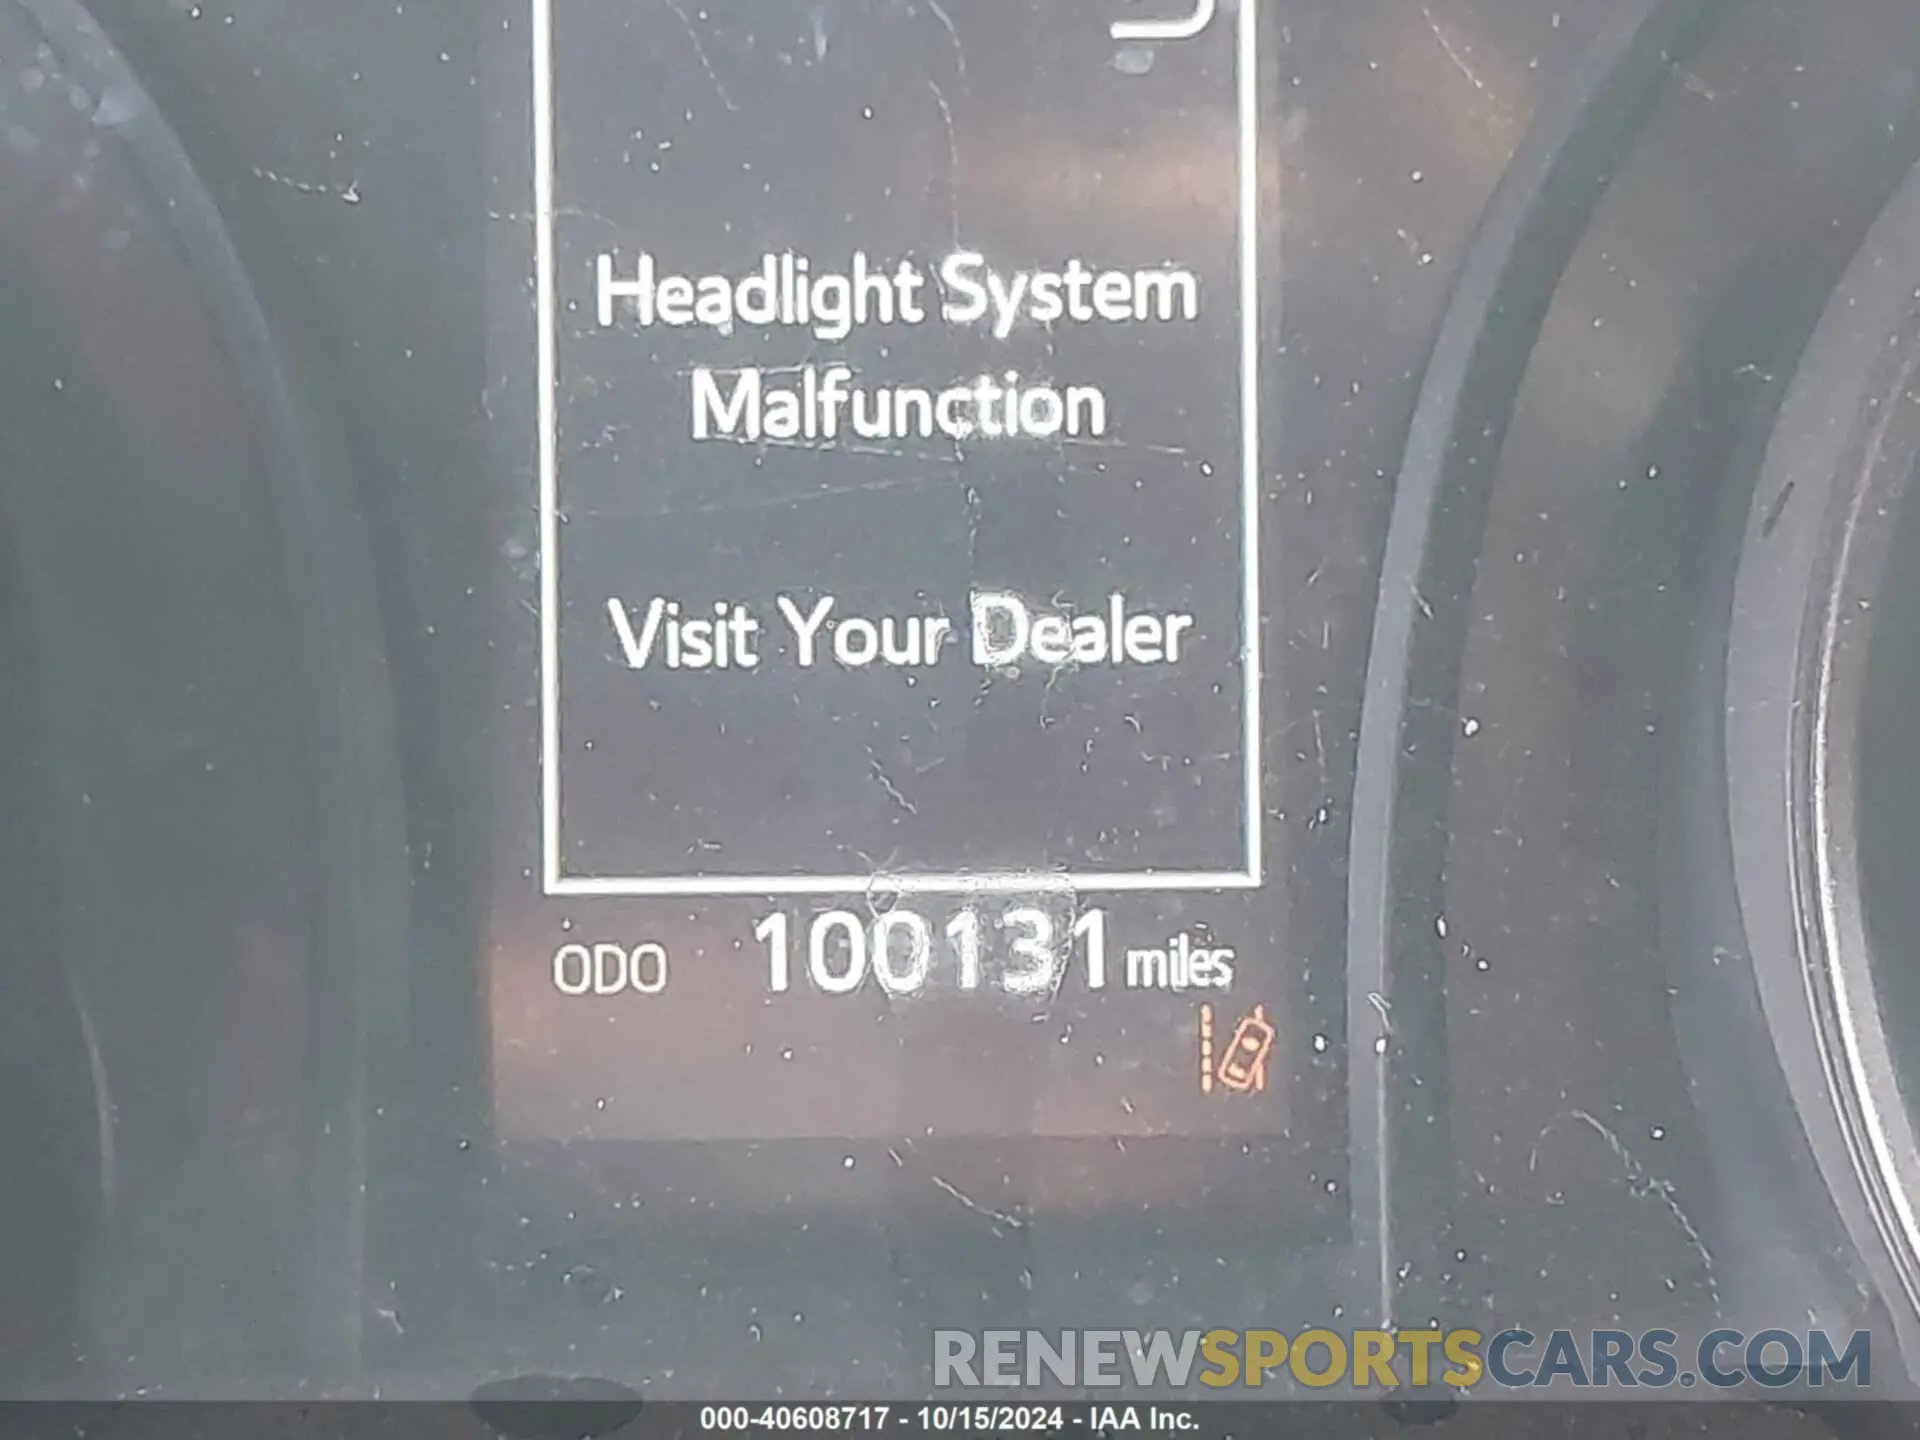 Headlight System
Malfunction
Visit Your Dealer
ODO 100131 miles
RENEWSPORTSCARS.COM
000-40608717 - 10/15/2024 - IAA Inc.